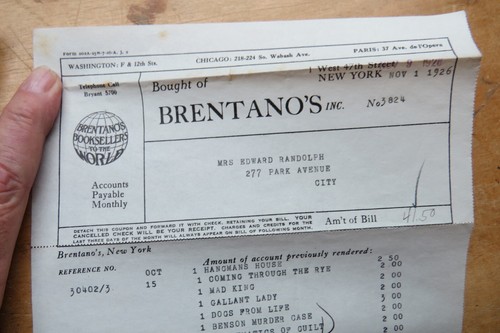 WASHINGTON: F & 12th Sts.
CHICAGO: 218-224 So. Wabash Ave.
PARIS: 37 Ave. de l'Opera
Telephone Call
Bryant 5700
Bought of
1 West 47th Street
NEW YORK NOV 1 1926
BRENTANO'S INC.
No 3824
BRENTANO'S
BOOKSELLERS
TO THE
WORLD
MRS EDWARD RANDOLPH
277 PARK AVENUE
CITY
Accounts
Payable
Monthly
Am't of Bill
41.50
DETACH THIS COUPON AND FORWARD IT WITH CHECK, RETAINING YOUR BILL. YOUR
CANCELLED CHECK WILL BE YOUR RECEIPT. CHARGES AND CREDITS FOR THE
LAST THREE DAYS OF THE MONTH WILL ALWAYS APPEAR ON BILL OF FOLLOWING MONTH.
Brentano's, New York
Amount of account previously rendered:
REFERENCE NO. OCT 1 HANGMANS HOUSE 2 50
30402/3 15 1 COMING THROUGH THE RYE 2 00
1 MAD KING 2 00
1 GALLANT LADY 2 00
1 DOGS FROM LIFE 3 00
1 BENSON MURDER CASE 2 00
OF GUILT 2 00